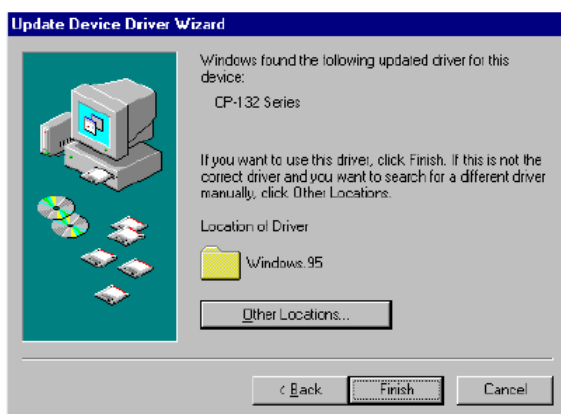 Update Device Driver Wizard
Windows found the following updated driver for this
device:
CP-132 Series
If you want to use this driver, click Finish. If this is not the
correct driver and you want to search for a different driver
manually, click Other Locations.
Location of Driver
Windows.95
Other Locations...
< Back
Finish
Cancel